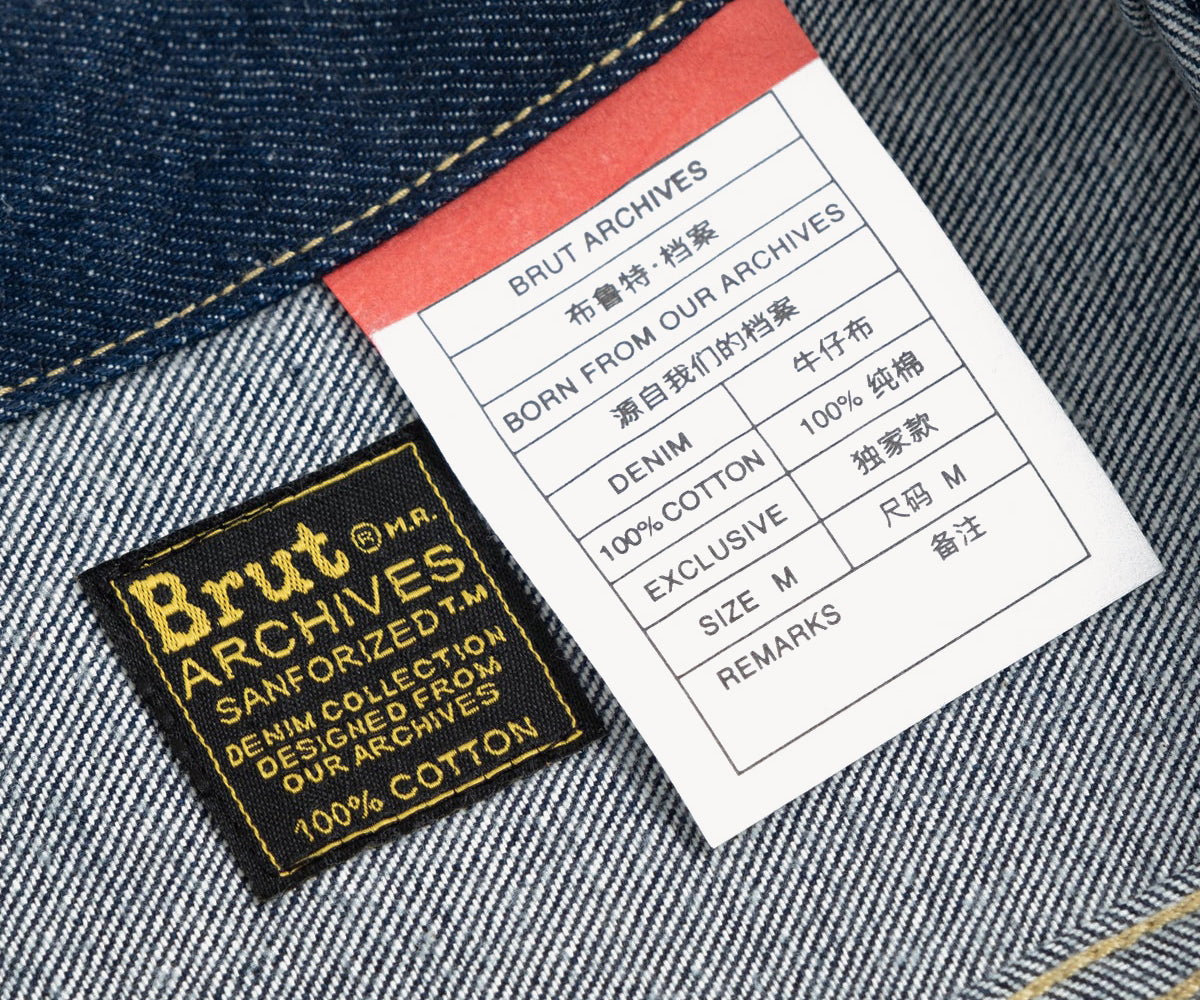 BRUT ARCHIVES
布鲁特·档案
BORN FROM OUR ARCHIVES
源自我们的档案
DENIM 牛仔布
100% COTTON 100% 纯棉
EXCLUSIVE 独家款
SIZE M 尺码 M
REMARKS 备注
Brut ® M.R.
ARCHIVES
SANFORIZED T.M
DENIM COLLECTION
DESIGNED FROM
OUR ARCHIVES
100% COTTON